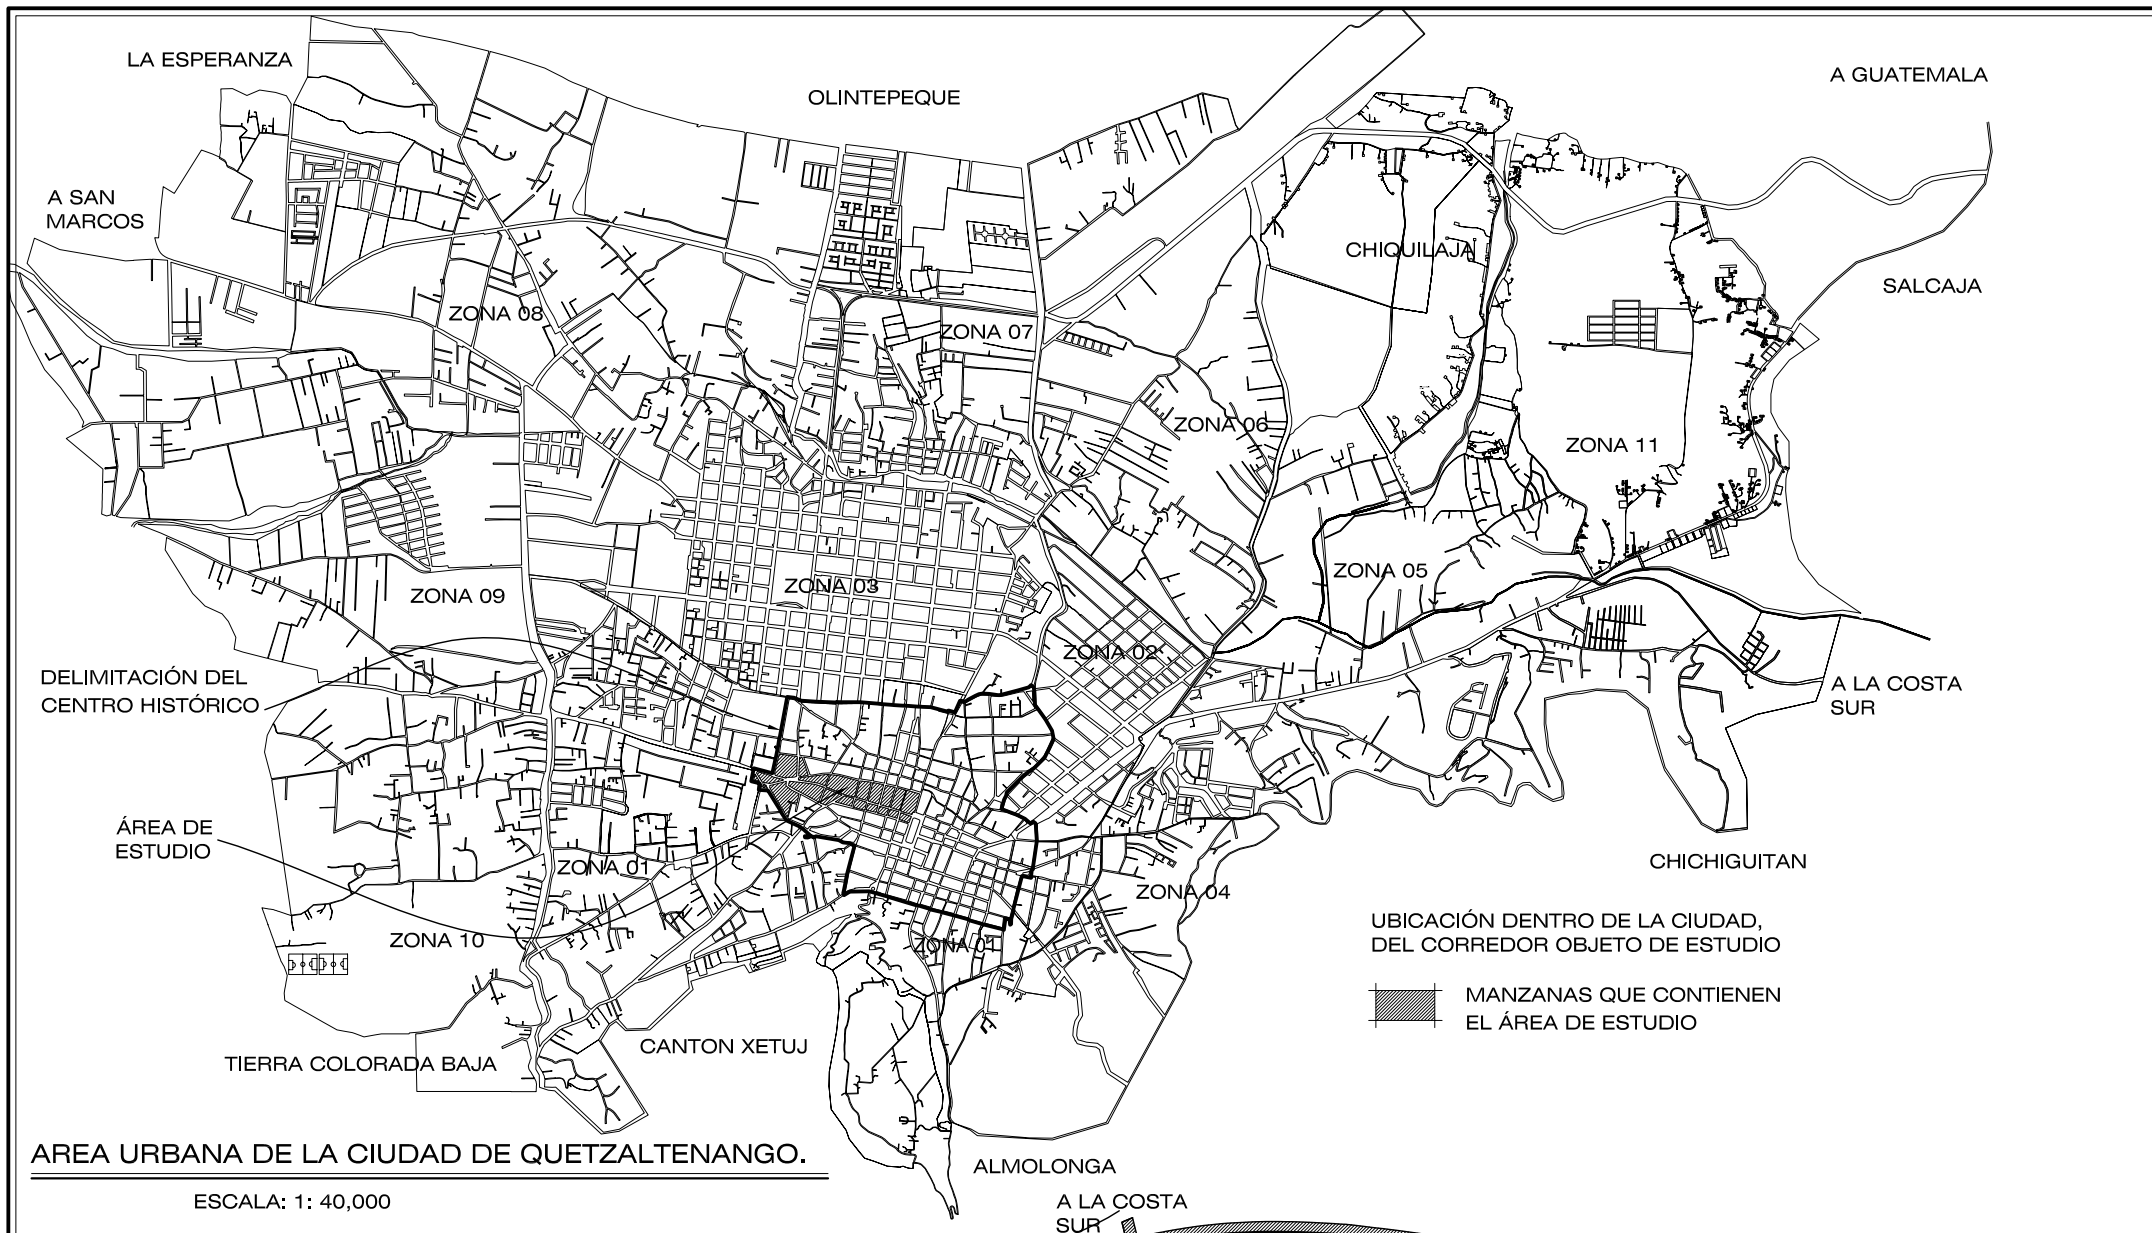 LA ESPERANZA
OLINTEPEQUE
A GUATEMALA
A SAN
MARCOS
CHIQUILAJA
SALCAJA
ZONA 08
ZONA 07
ZONA 06
ZONA 11
ZONA 05
ZONA 03
ZONA 09
ZONA 02
DELIMITACIÓN DEL
CENTRO HISTÓRICO
A LA COSTA
SUR
ÁREA DE
ESTUDIO
ZONA 01
CHICHIGUITAN
ZONA 04
ZONA 10
ZONA 01
UBICACIÓN DENTRO DE LA CIUDAD,
DEL CORREDOR OBJETO DE ESTUDIO
MANZANAS QUE CONTIENEN
EL ÁREA DE ESTUDIO
CANTON XETUJ
TIERRA COLORADA BAJA
AREA URBANA DE LA CIUDAD DE QUETZALTENANGO.
ALMOLONGA
ESCALA: 1: 40,000
A LA COSTA
SUR